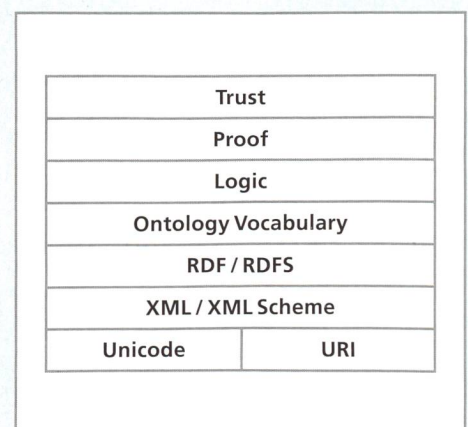 Trust
Proof
Logic
Ontology Vocabulary
RDF / RDFS
XML / XML Scheme
Unicode URI